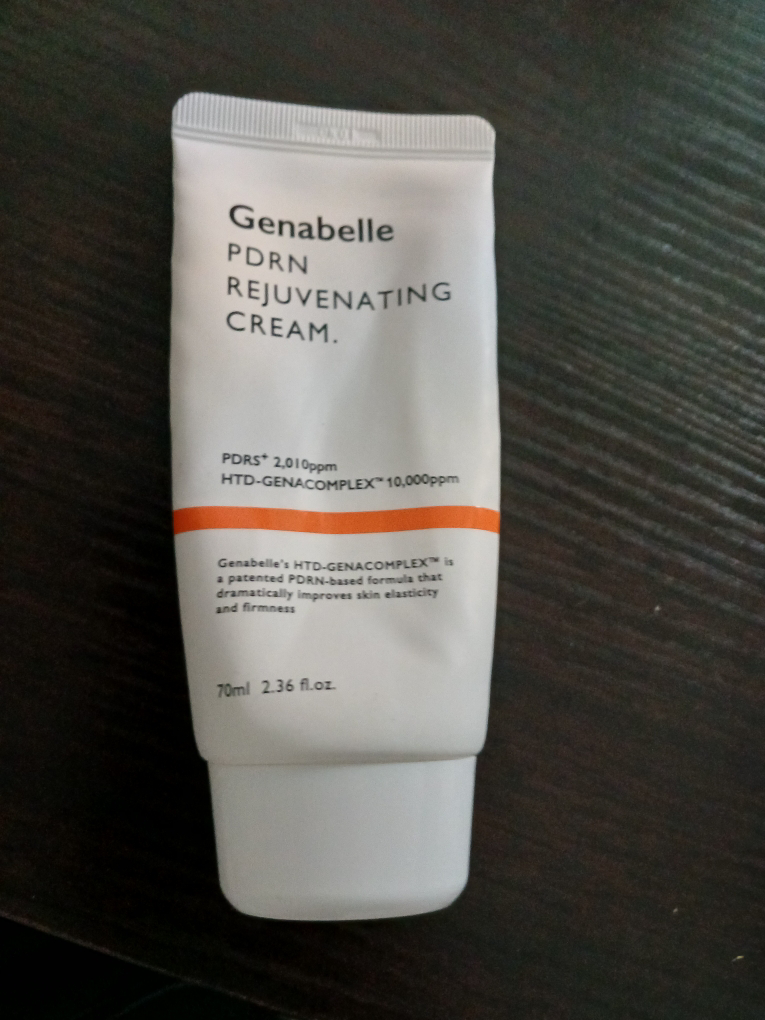 Genabelle
PDRN
REJUVENATING
CREAM.
PDRS⁺ 2,010ppm
HTD-GENACOMPLEX™ 10,000ppm
Genabelle's HTD-GENACOMPLEX™ is
a patented PDRN-based formula that
dramatically improves skin elasticity
and firmness
70ml 2.36 fl.oz.